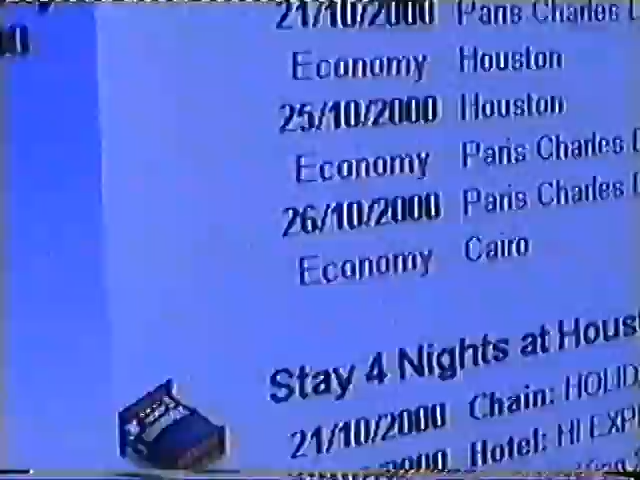 21/10/2000 Paris Charles
Economy Houston
25/10/2000 Houston
Economy Paris Charles
26/10/2000 Paris Charles
Economy Cairo
Stay 4 Nights at Hous
21/10/2000 Chain: HOLID
Hotel: HI EXP